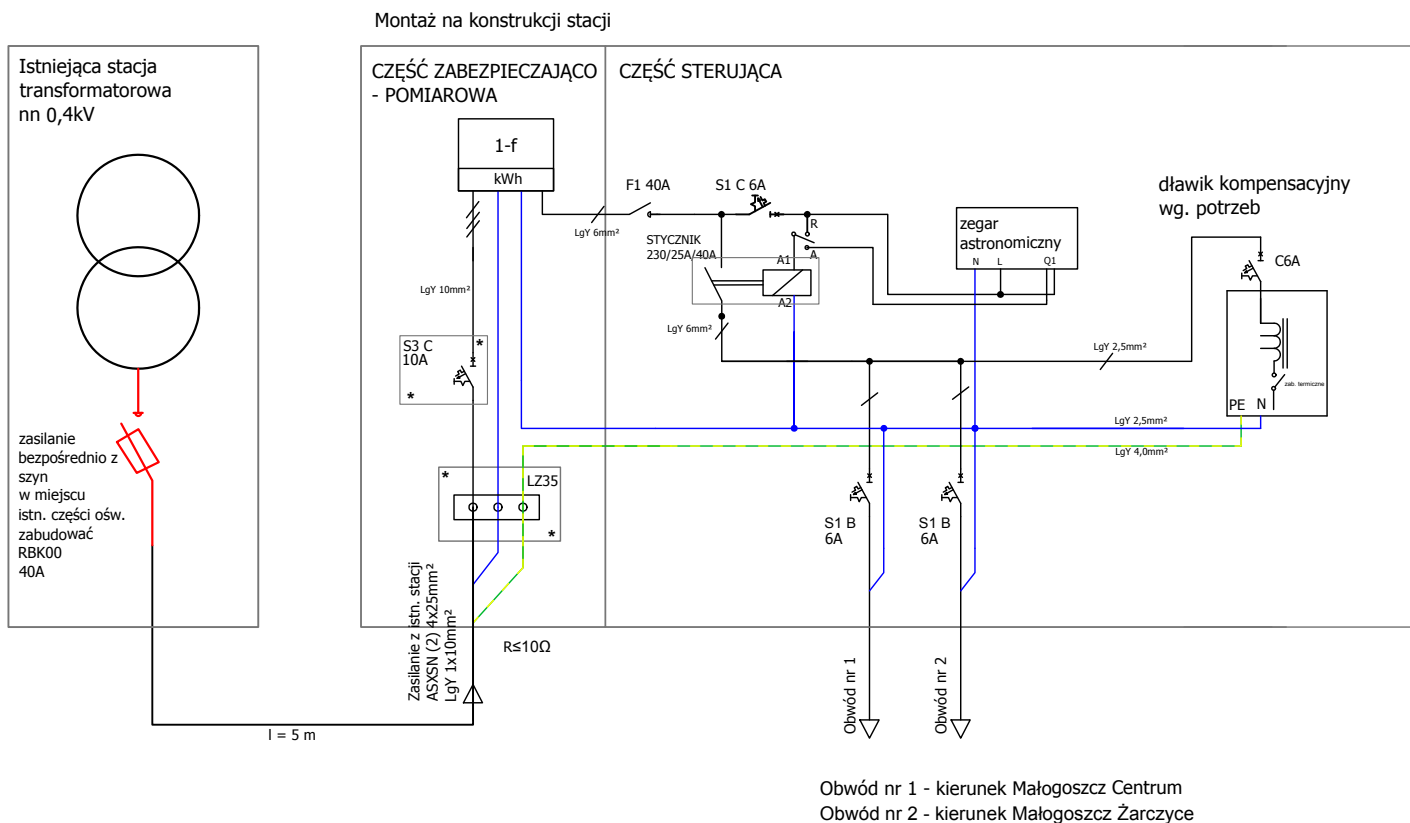 Montaż na konstrukcji stacji
Istniejąca stacja
transformatorowa
nn 0,4kV
zasilanie
bezpośrednio z
szyn
w miejscu
istn. części ośw.
zabudować
RBK00
40A
l = 5 m
CZĘŚĆ ZABEZPIECZAJĄCO
- POMIAROWA
1-f
kWh
LgY 10mm²
S3 C
10A
*
*
*
LZ35
*
Zasilanie z istn. stacji
ASXSN (2) 4x25mm²
LgY 1x10mm²
R≤10Ω
CZĘŚĆ STERUJĄCA
F1 40A
S1 C 6A
LgY 6mm²
STYCZNIK
230/25A/40A
R
A
A1
A2
LgY 6mm²
zegar
astronomiczny
N L Q1
dławik kompensacyjny
wg. potrzeb
C6A
LgY 2,5mm²
zab. termiczne
PE N
LgY 2,5mm²
LgY 4,0mm²
S1 B
6A
S1 B
6A
Obwód nr 1
Obwód nr 2
Obwód nr 1 - kierunek Małogoszcz Centrum
Obwód nr 2 - kierunek Małogoszcz Żarczyce